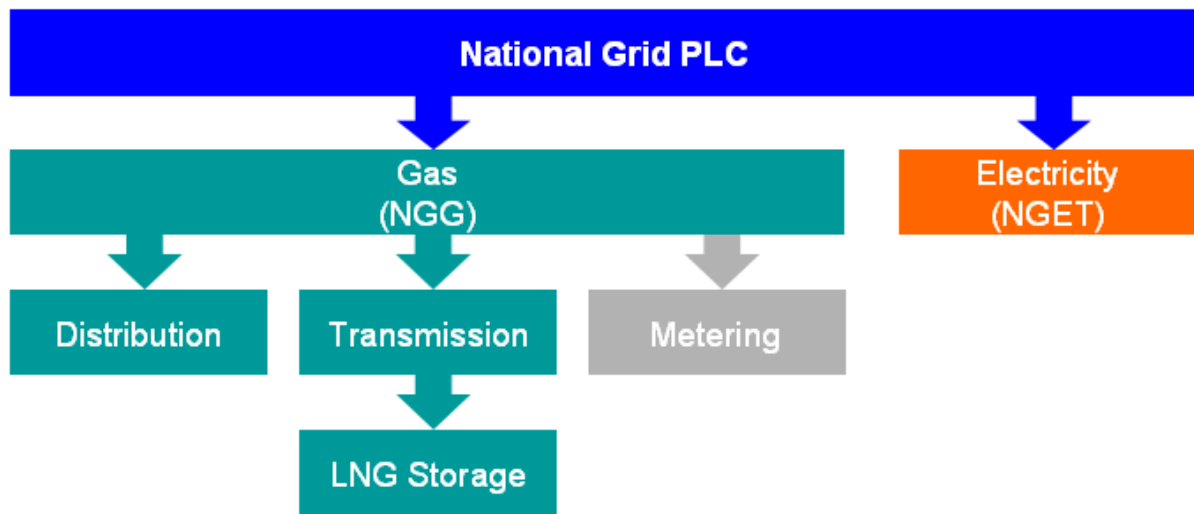 National Grid PLC
Gas
(NGG)
Electricity
(NGET)
Distribution
Transmission
Metering
LNG Storage